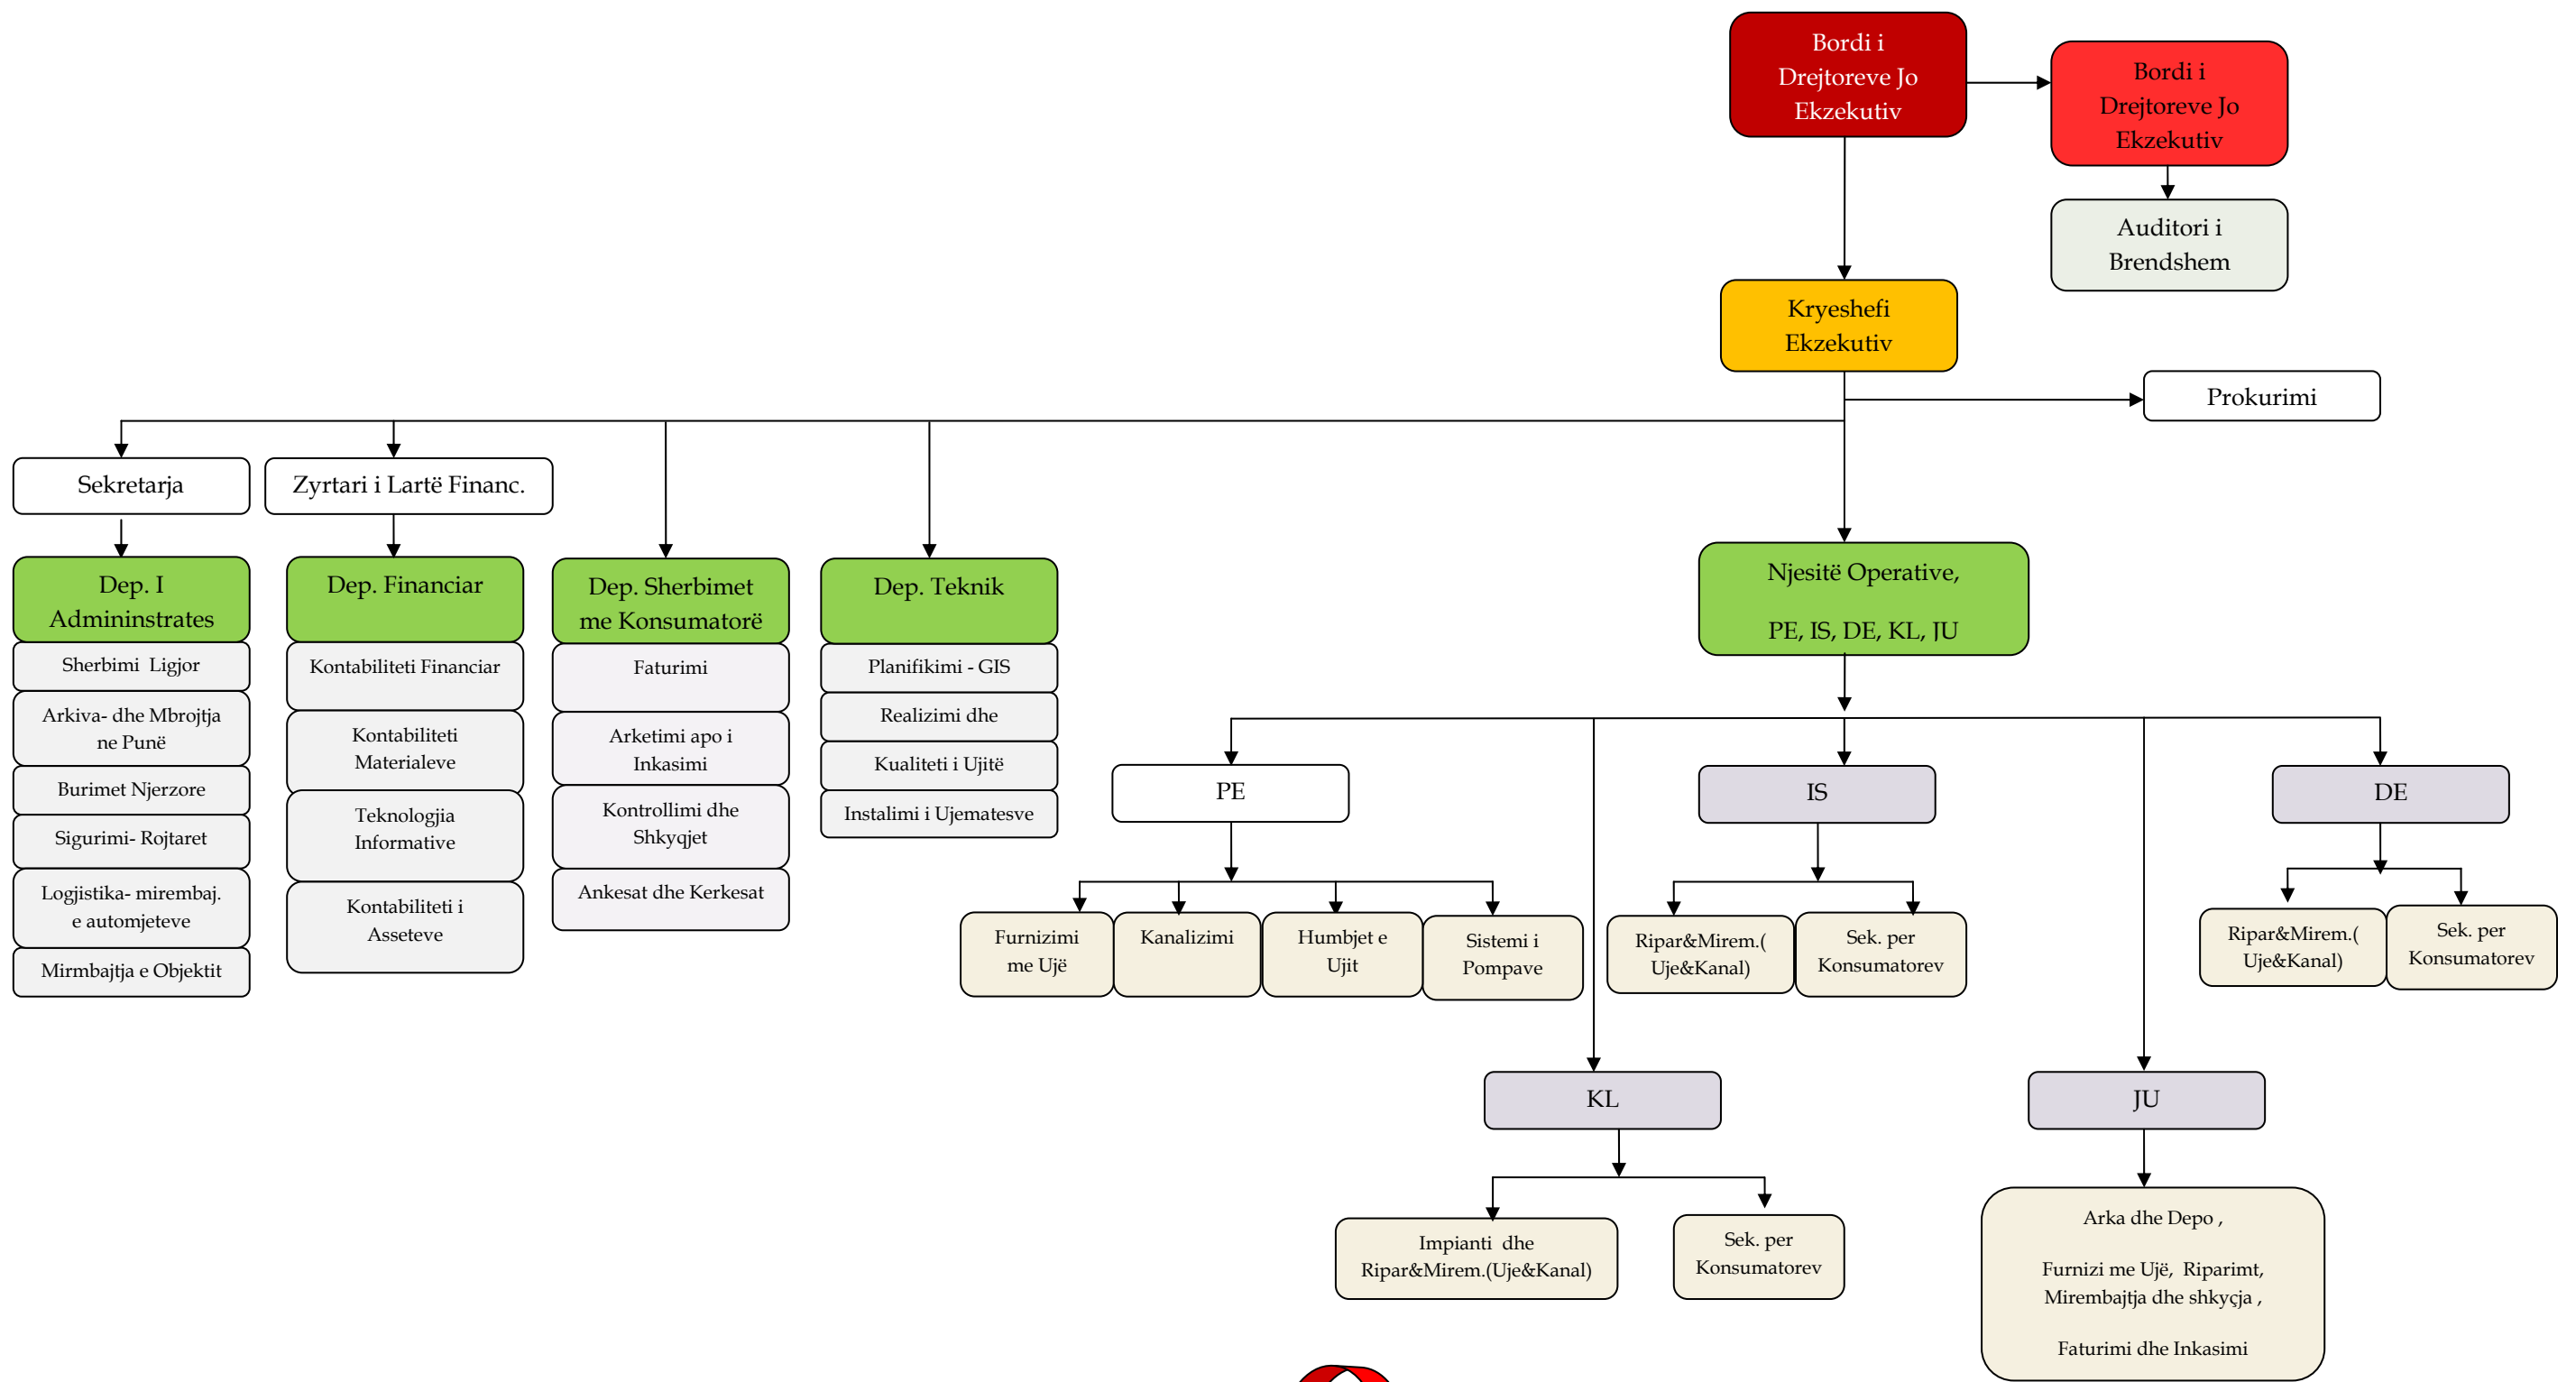 Bordi i
Drejtoreve Jo
Ekzekutiv
Bordi i
Drejtoreve Jo
Ekzekutiv
Auditori i
Brendshem
Kryeshefi
Ekzekutiv
Prokurimi
Sekretarja
Zyrtari i Lartë Financ.
Dep. I
Admininstrates
Sherbimi Ligjor
Arkiva- dhe Mbrojtja
ne Punë
Burimet Njerzore
Sigurimi- Rojtaret
Logjistika- mirembaj.
e automjeteve
Mirmbajtja e Objektit
Dep. Financiar
Kontabiliteti Financiar
Kontabiliteti
Materialeve
Teknologjia
Informative
Kontabiliteti i
Asseteve
Dep. Sherbimet
me Konsumatorë
Faturimi
Arketimi apo i
Inkasimi
Kontrollimi dhe
Shkyqjet
Ankesat dhe Kerkesat
Dep. Teknik
Planifikimi - GIS
Realizimi dhe
Kualiteti i Ujitë
Instalimi i Ujematesve
Njesitë Operative,
PE, IS, DE, KL, JU
PE
Furnizimi
me Ujë
Kanalizimi
Humbjet e
Ujit
Sistemi i
Pompave
IS
Ripar&Mirem.(
Uje&Kanal)
Sek. per
Konsumatorev
DE
Ripar&Mirem.(
Uje&Kanal)
Sek. per
Konsumatorev
KL
Impianti dhe
Ripar&Mirem.(Uje&Kanal)
Sek. per
Konsumatorev
JU
Arka dhe Depo ,
Furnizi me Ujë, Riparimt,
Mirembajtja dhe shkyçja ,
Faturimi dhe Inkasimi